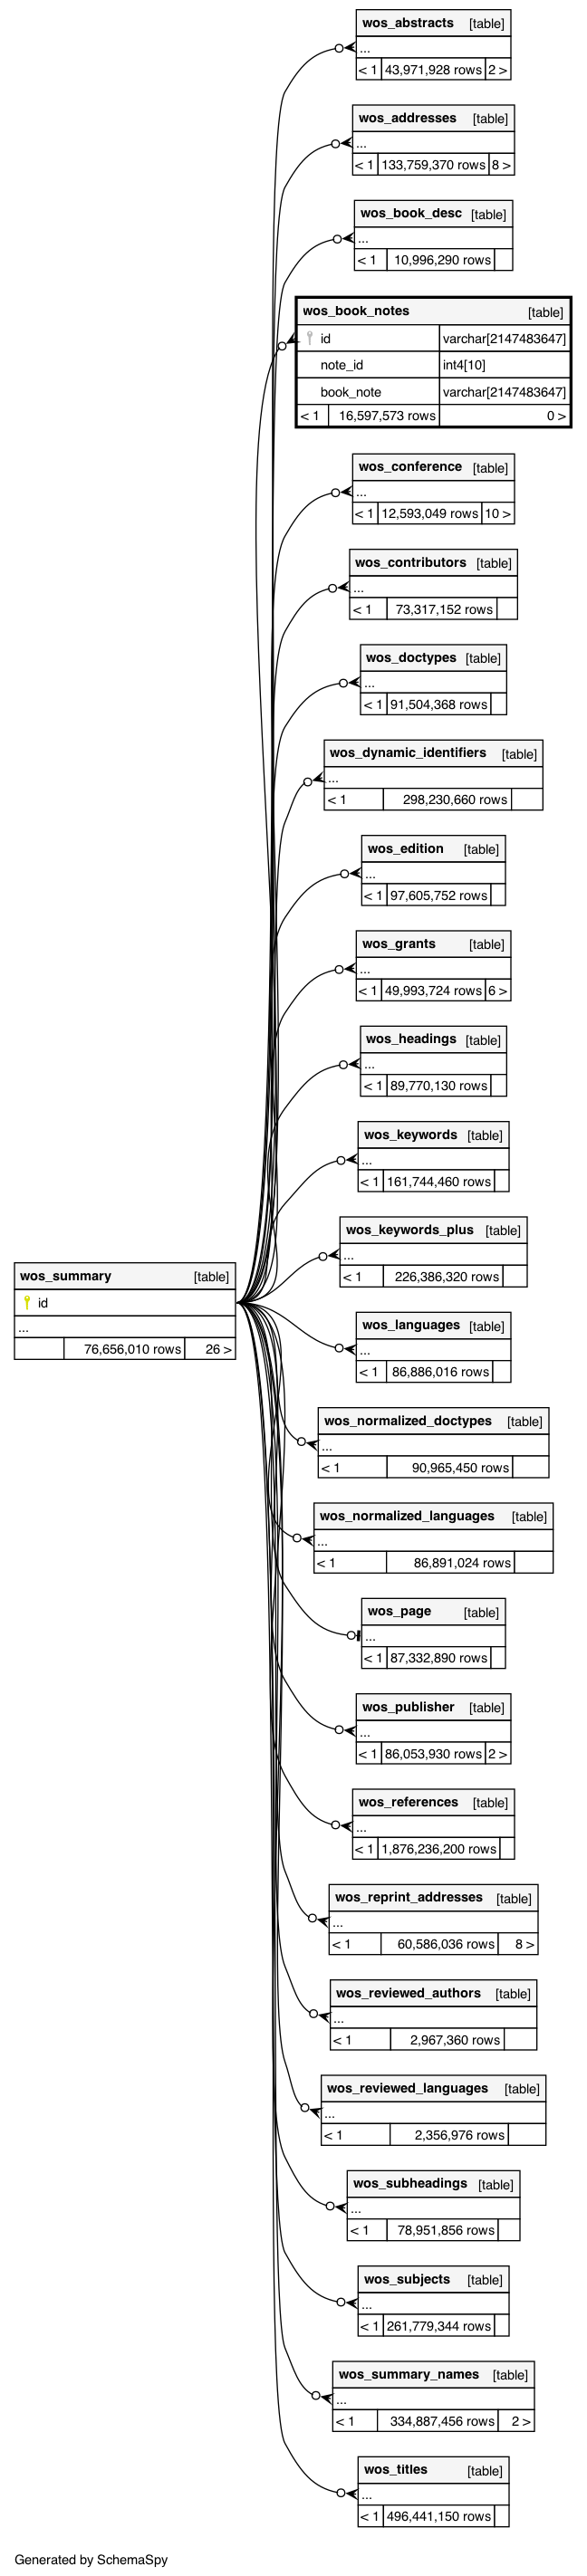 wos_abstracts [table]
...
< 1 43,971,928 rows 2 >
wos_addresses [table]
...
< 1 133,759,370 rows 8 >
wos_book_desc [table]
...
< 1 10,996,290 rows
wos_book_notes [table]
id varchar[2147483647]
note_id int4[10]
book_note varchar[2147483647]
< 1 16,597,573 rows 0 >
wos_conference [table]
...
< 1 12,593,049 rows 10 >
wos_contributors [table]
...
< 1 73,317,152 rows
wos_doctypes [table]
...
< 1 91,504,368 rows
wos_dynamic_identifiers [table]
...
< 1 298,230,660 rows
wos_edition [table]
...
< 1 97,605,752 rows
wos_grants [table]
...
< 1 49,993,724 rows 6 >
wos_headings [table]
...
< 1 89,770,130 rows
wos_keywords [table]
...
< 1 161,744,460 rows
wos_keywords_plus [table]
...
< 1 226,386,320 rows
wos_summary [table]
id
...
76,656,010 rows 26 >
wos_languages [table]
...
< 1 86,886,016 rows
wos_normalized_doctypes [table]
...
< 1 90,965,450 rows
wos_normalized_languages [table]
...
< 1 86,891,024 rows
wos_page [table]
...
< 1 87,332,890 rows
wos_publisher [table]
...
< 1 86,053,930 rows 2 >
wos_references [table]
...
< 1 1,876,236,200 rows
wos_reprint_addresses [table]
...
< 1 60,586,036 rows 8 >
wos_reviewed_authors [table]
...
< 1 2,967,360 rows
wos_reviewed_languages [table]
...
< 1 2,356,976 rows
wos_subheadings [table]
...
< 1 78,951,856 rows
wos_subjects [table]
...
< 1 261,779,344 rows
wos_summary_names [table]
...
< 1 334,887,456 rows 2 >
wos_titles [table]
...
< 1 496,441,150 rows
Generated by SchemaSpy